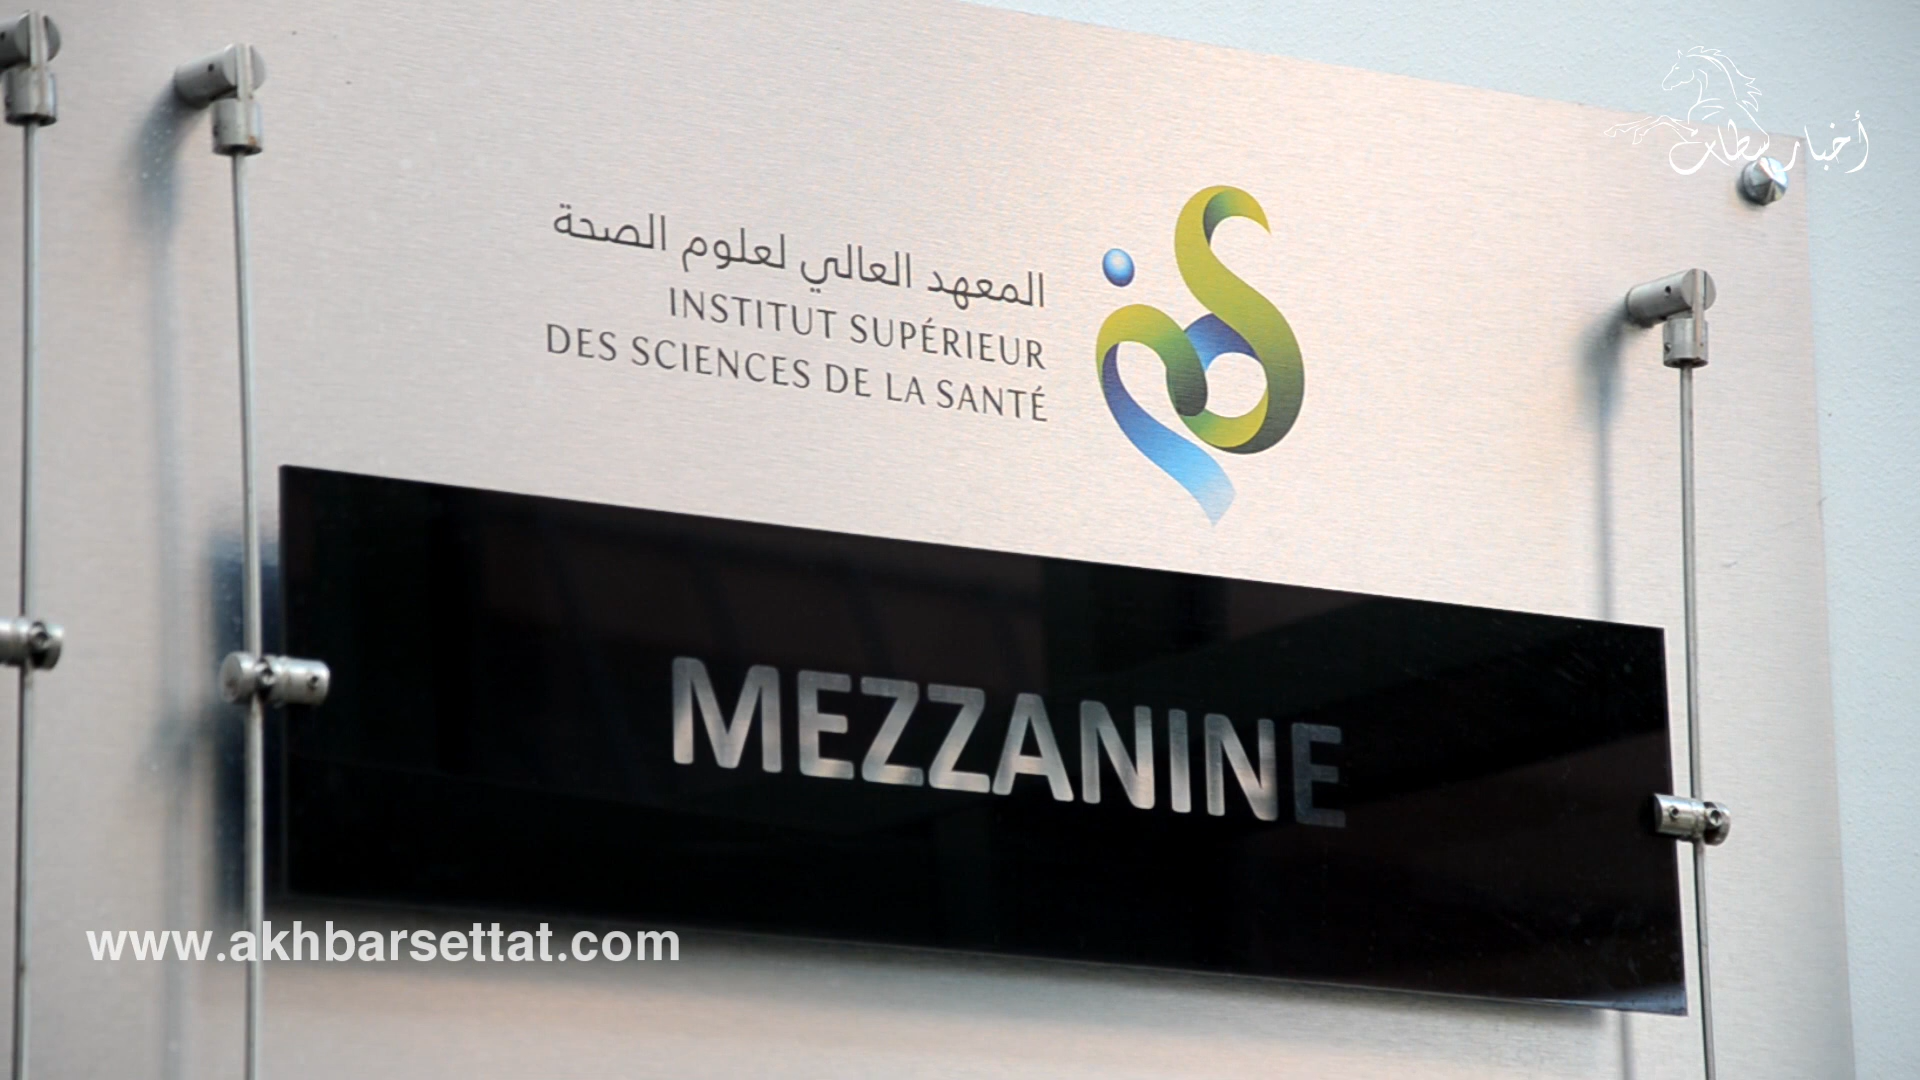 أخبار سطات
المعهد العالي لعلوم الصحة
INSTITUT SUPÉRIEUR
DES SCIENCES DE LA SANTÉ
MEZZANINE
www.akhbarsettat.com